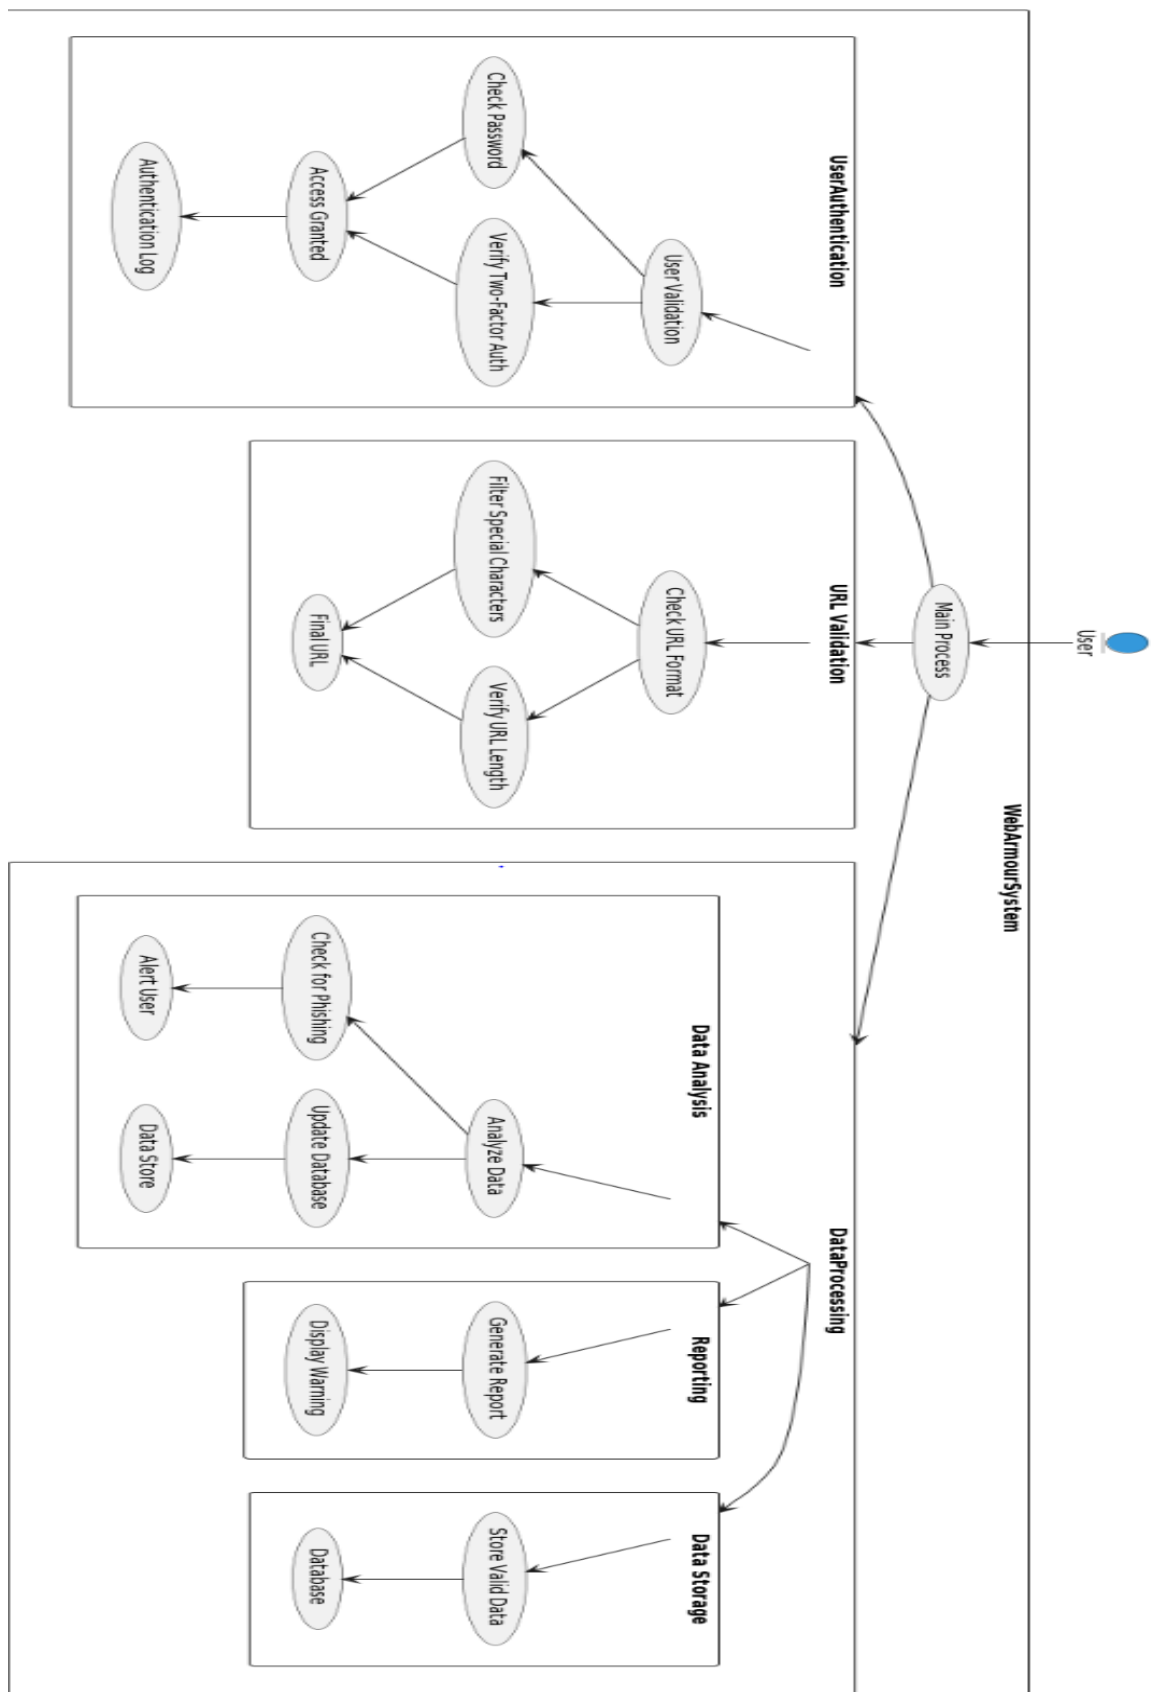 User
WebArmourSystem
Main Process
UserAuthentication
URL Validation
DataProcessing
User Validation
Check URL Format
Data Analysis
Reporting
Data Storage
Check Password
Verify Two-Factor Auth
Filter Special Characters
Verify URL Length
Analyze Data
Generate Report
Store Valid Data
Access Granted
Final URL
Check for Phishing
Update Database
Display Warning
Database
Authentication Log
Alert User
Data Store